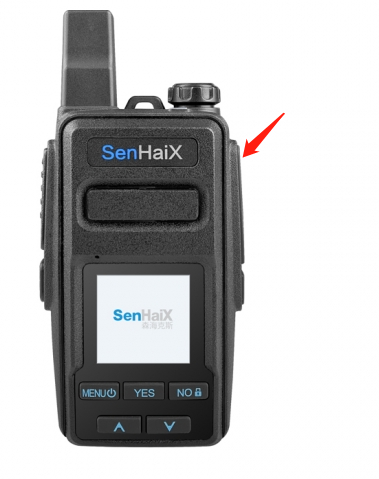 SenHaiX
SenHaiX
森海克斯
MENU
YES
NO